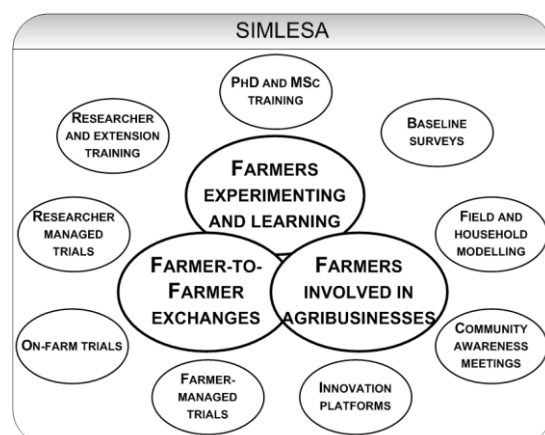 SIMLESA
PHD AND MSC
TRAINING
RESEARCHER
AND EXTENSION
TRAINING
BASELINE
SURVEYS
FARMERS
EXPERIMENTING
AND LEARNING
RESEARCHER
MANAGED
TRIALS
FIELD AND
HOUSEHOLD
MODELLING
FARMER-TO-
FARMER
EXCHANGES
FARMERS
INVOLVED IN
AGRIBUSINESSES
ON-FARM TRIALS
COMMUNITY
AWARENESS
MEETINGS
FARMER-
MANAGED
TRIALS
INNOVATION
PLATFORMS